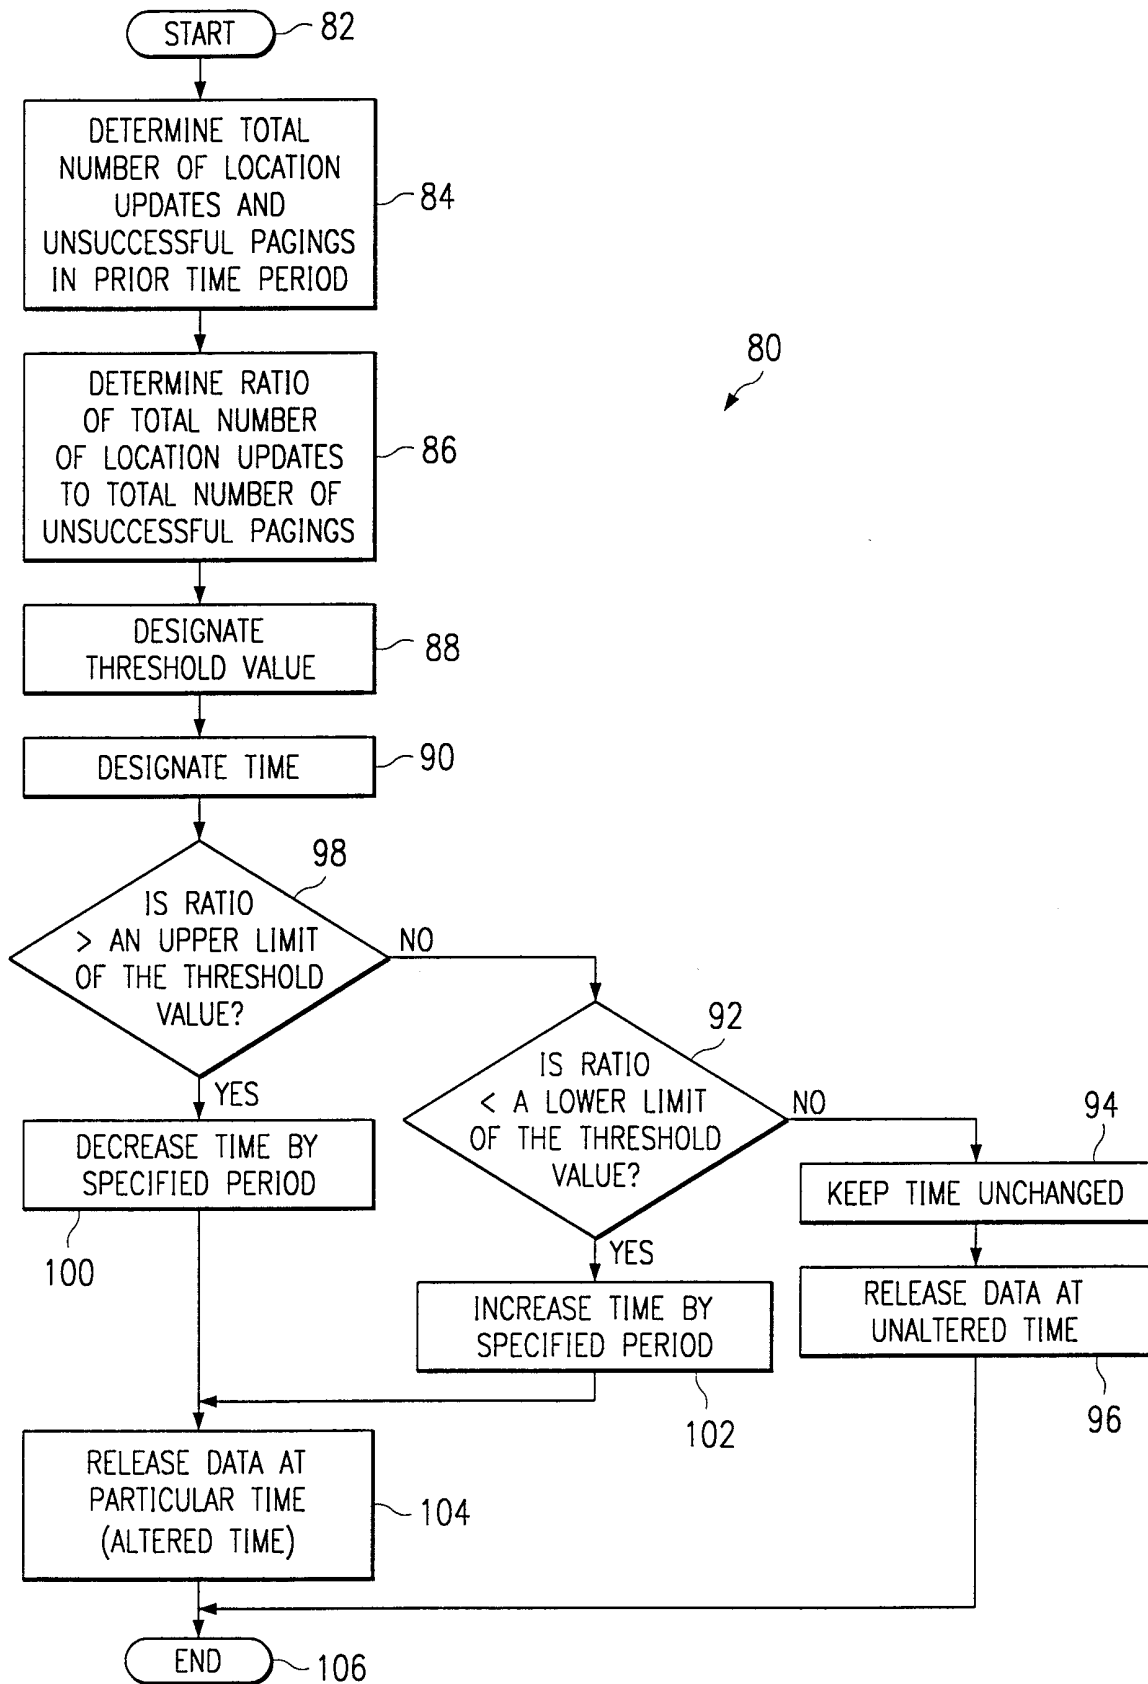 START
82
DETERMINE TOTAL
NUMBER OF LOCATION
UPDATES AND
UNSUCCESSFUL PAGINGS
IN PRIOR TIME PERIOD
84
80
DETERMINE RATIO
OF TOTAL NUMBER
OF LOCATION UPDATES
TO TOTAL NUMBER OF
UNSUCCESSFUL PAGINGS
86
DESIGNATE
THRESHOLD VALUE
88
DESIGNATE TIME
90
98
IS RATIO
> AN UPPER LIMIT
OF THE THRESHOLD
VALUE?
NO
YES
92
IS RATIO
< A LOWER LIMIT
OF THE THRESHOLD
VALUE?
NO
YES
94
DECREASE TIME BY
SPECIFIED PERIOD
100
KEEP TIME UNCHANGED
INCREASE TIME BY
SPECIFIED PERIOD
102
RELEASE DATA AT
UNALTERED TIME
96
RELEASE DATA AT
PARTICULAR TIME
(ALTERED TIME)
104
END
106